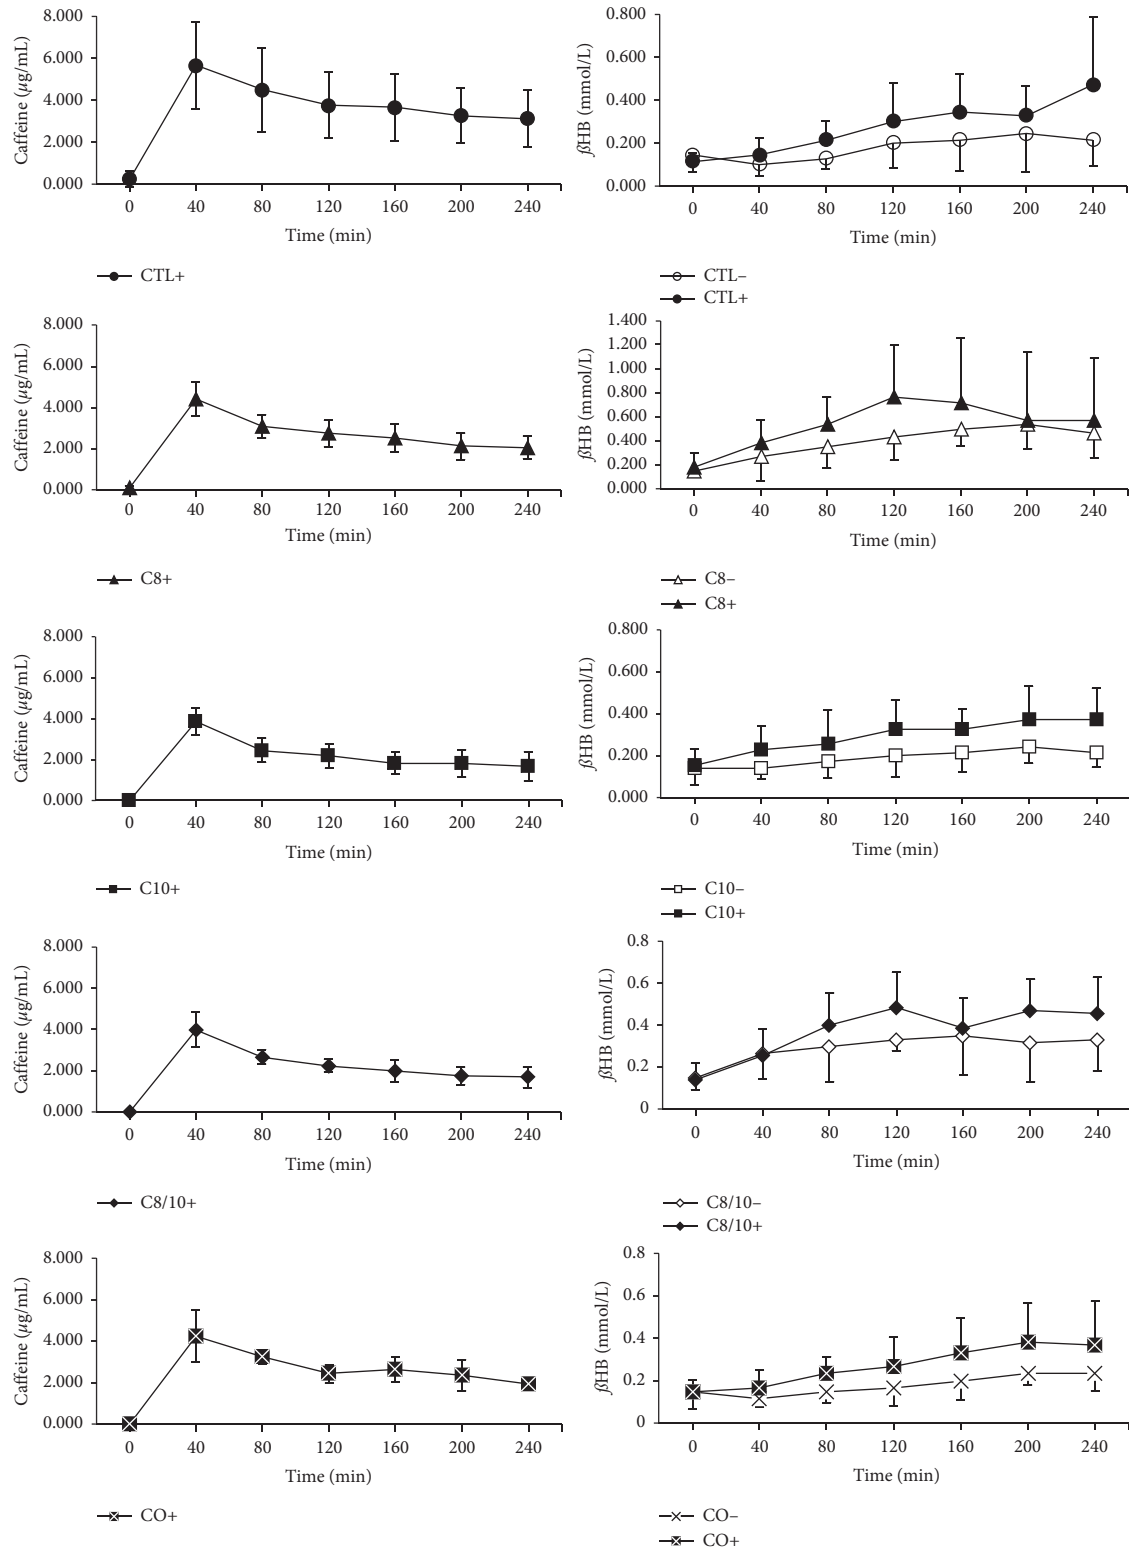 Caffeine (µg/mL)
8.000
6.000
4.000
2.000
0.000
0 40 80 120 160 200 240
Time (min)
CTL+
ßHB (mmol/L)
0.800
0.600
0.400
0.200
0.000
0 40 80 120 160 200 240
Time (min)
CTL–
CTL+
Caffeine (µg/mL)
8.000
6.000
4.000
2.000
0.000
0 40 80 120 160 200 240
Time (min)
C8+
ßHB (mmol/L)
1.400
1.200
1.000
0.800
0.600
0.400
0.200
0.000
0 40 80 120 160 200 240
Time (min)
C8–
C8+
Caffeine (µg/mL)
8.000
6.000
4.000
2.000
0.000
0 40 80 120 160 200 240
Time (min)
C10+
ßHB (mmol/L)
0.800
0.600
0.400
0.200
0.000
0 40 80 120 160 200 240
Time (min)
C10–
C10+
Caffeine (µg/mL)
8.000
6.000
4.000
2.000
0.000
0 40 80 120 160 200 240
Time (min)
C8/10+
ßHB (mmol/L)
0.8
0.6
0.4
0.2
0
0 40 80 120 160 200 240
Time (min)
C8/10–
C8/10+
Caffeine (µg/mL)
8.000
6.000
4.000
2.000
0.000
0 40 80 120 160 200 240
Time (min)
CO+
ßHB (mmol/L)
0.8
0.6
0.4
0.2
0
0 40 80 120 160 200 240
Time (min)
CO–
CO+